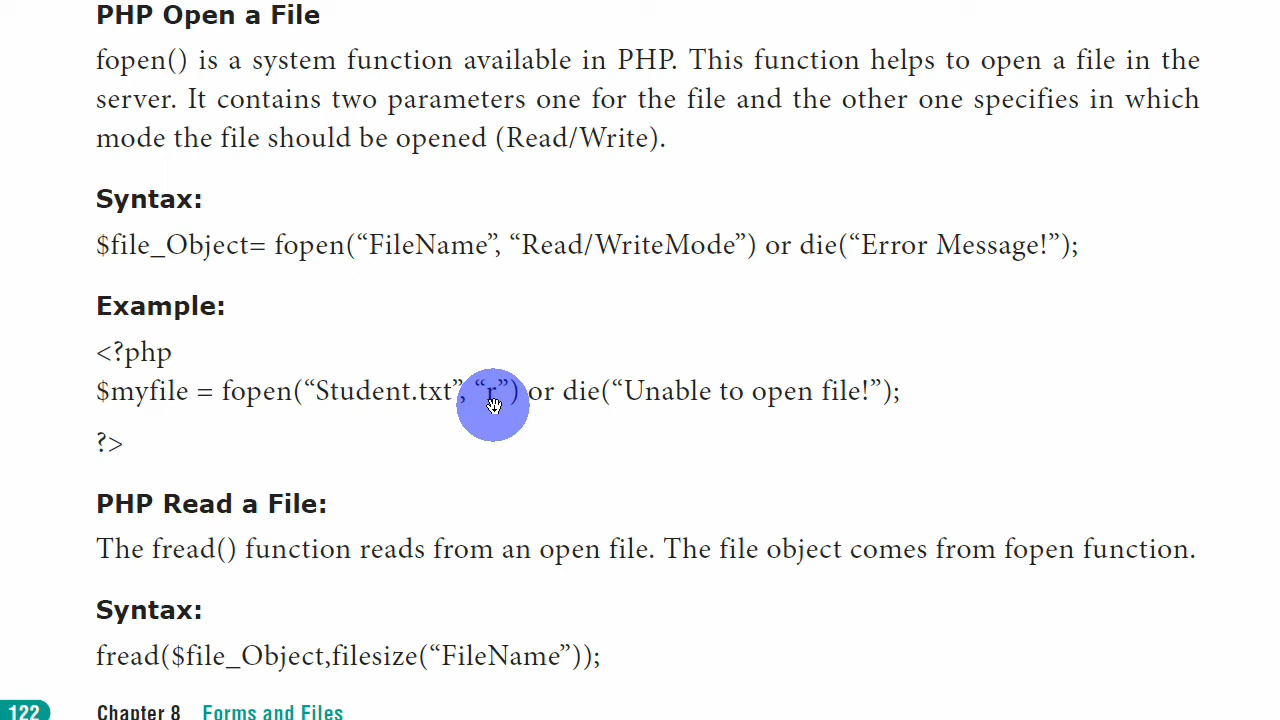 PHP Open a File
fopen() is a system function available in PHP. This function helps to open a file in the
server. It contains two parameters one for the file and the other one specifies in which
mode the file should be opened (Read/Write).
Syntax:
$file_Object= fopen(“FileName”, “Read/WriteMode”) or die(“Error Message!”);
Example:
<?php
$myfile = fopen(“Student.txt”, “r”) or die(“Unable to open file!”);
?>
PHP Read a File:
The fread() function reads from an open file. The file object comes from fopen function.
Syntax:
fread($file_Object,filesize(“FileName”));
122 Chapter 8 Forms and Files